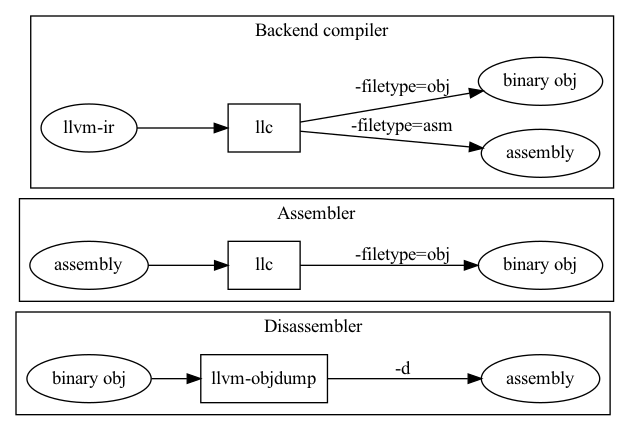 Backend compiler
llvm-ir
llc
-filetype=obj
binary obj
-filetype=asm
assembly
Assembler
assembly
llc
-filetype=obj
binary obj
Disassembler
binary obj
llvm-objdump
-d
assembly